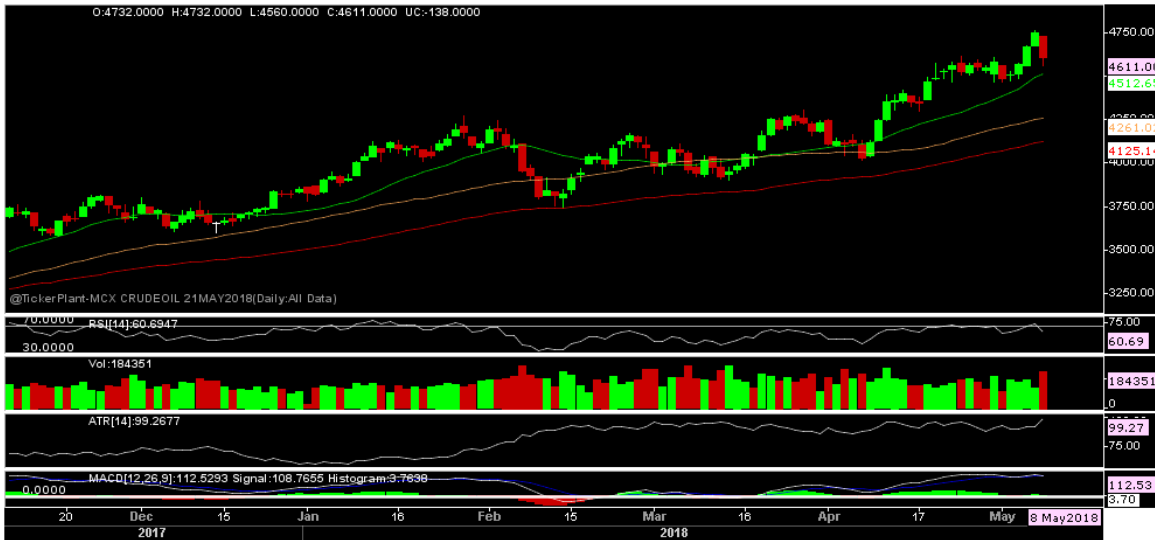 O:4732.0000 H:4732.0000 L:4560.0000 C:4611.0000 UC:-138.0000
4750.00
4611.00
4512.65
4261.02
4125.14
4000.00
3750.00
3500.00
3250.00
@TickerPlant-MCX CRUDEOIL 21MAY2018(Daily:All Data)
70.0000 RSI[14]:60.6947 75.00
30.0000 60.69
Vol:184351
184351
0
ATR[14]:99.2677
99.27
75.00
MACD[12,26,9]:112.5293 Signal:108.7655 Histogram:3.7638
0.0000 112.53
3.70
20 Dec 15 Jan 16 Feb 15 Mar 16 Apr 17 May 8 May2018
2017 2018